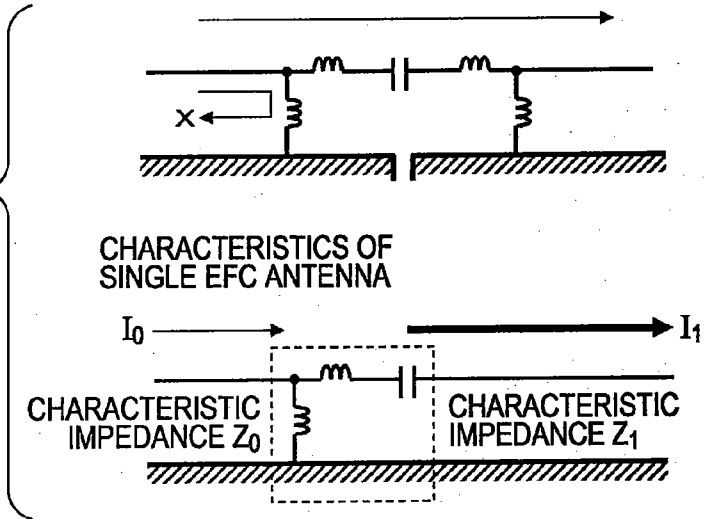 X
CHARACTERISTICS OF
SINGLE EFC ANTENNA
I₀
I₁
CHARACTERISTIC
IMPEDANCE Z₀
CHARACTERISTIC
IMPEDANCE Z₁